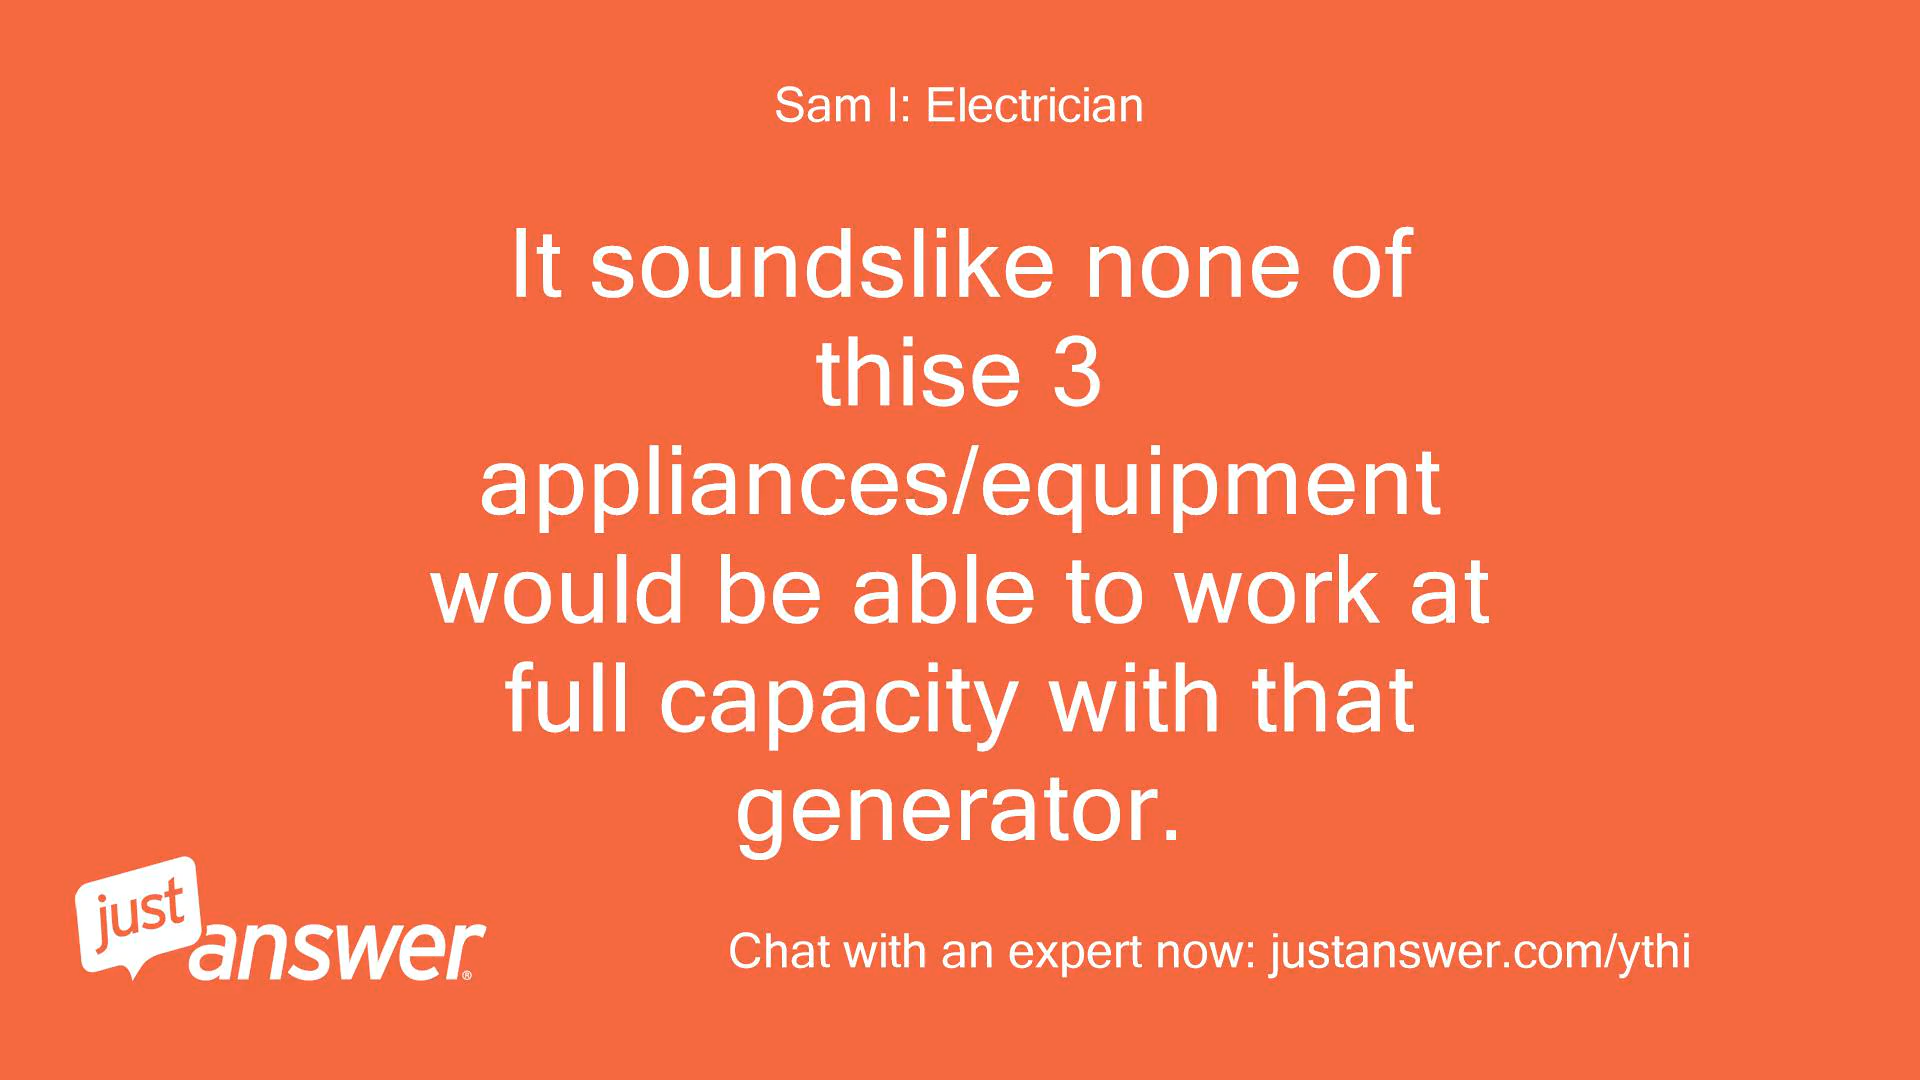 Sam I: Electrician
It soundslike none of
thise 3
appliances/equipment
would be able to work at
full capacity with that
generator.
just
answer®
Chat with an expert now: justanswer.com/ythi